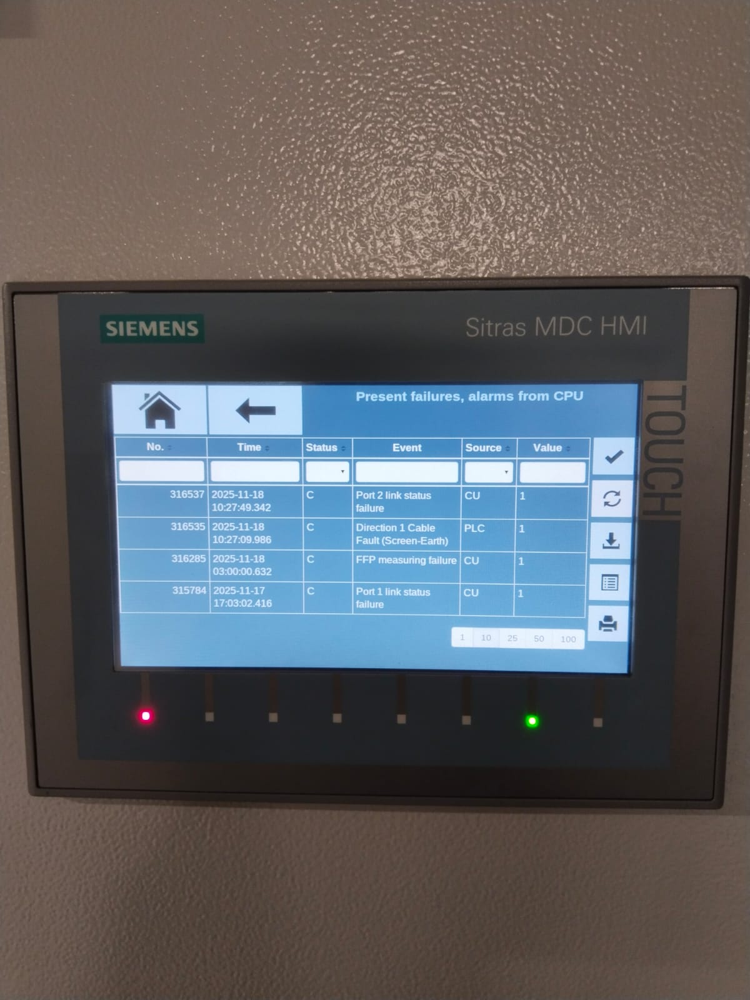 SIEMENS
Sitras MDC HMI
TOUCH
Present failures, alarms from CPU
No. Time Status Event Source Value
316537 2025-11-18 C Port 2 link status CU 1
10:27:49.342 failure
316535 2025-11-18 C Direction 1 Cable PLC 1
10:27:09.986 Fault (Screen-Earth)
316285 2025-11-18 C FFP measuring failure CU 1
03:00:00.632
315784 2025-11-17 C Port 1 link status CU 1
17:03:02.416 failure
1 10 25 50 100